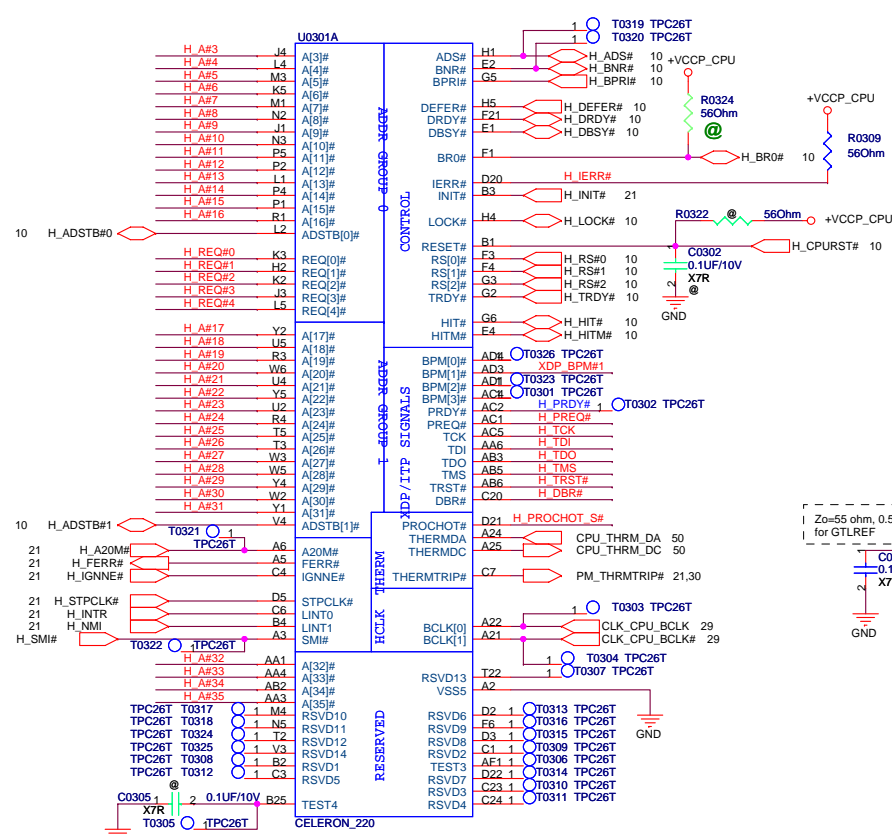 T0319 TPC26T
1
T0320 TPC26T
1
U0301A
H_A#3 J4 A[3]# ADS# H1 H_ADS# 10
H_A#4 L4 A[4]# BNR# E2 H_BNR# 10
H_A#5 M3 A[5]# BPRI# G5 H_BPRI# 10
+VCCP_CPU
H_A#6 K5 A[6]#
H_A#7 M1 A[7]# DEFER# H5 H_DEFER# 10
H_A#8 N2 A[8]# DRDY# F21 H_DRDY# 10
H_A#9 J1 A[9]# DBSY# E1 H_DBSY# 10
R0324
56Ohm
@
+VCCP_CPU
H_A#10 N3 A[10]#
H_A#11 P5 A[11]# BR0# F1 H_BR0# 10
R0309
56Ohm
H_A#12 P2 A[12]#
H_A#13 L1 A[13]# IERR# D20 H_IERR#
H_A#14 P4 A[14]# INIT# B3 H_INIT# 21
H_A#15 P1 A[15]#
H_A#16 R1 A[16]# LOCK# H4 H_LOCK# 10
R0322 @ 56Ohm +VCCP_CPU
10 H_ADSTB#0 L2 ADSTB[0]#
RESET# B1 H_CPURST# 10
H_REQ#0 K3 REQ[0]# RS[0]# F3 H_RS#0 10
H_REQ#1 H2 REQ[1]# RS[1]# F4 H_RS#1 10
H_REQ#2 K2 REQ[2]# RS[2]# G3 H_RS#2 10
H_REQ#3 J3 REQ[3]# TRDY# G2 H_TRDY# 10
H_REQ#4 L5 REQ[4]#
1 C0302
0.1UF/10V
X7R
2 @
GND
ADDR GROUP 0
CONTROL
HIT# G6 H_HIT# 10
HITM# E4 H_HITM# 10
H_A#17 Y2 A[17]#
H_A#18 U5 A[18]#
H_A#19 R3 A[19]# BPM[0]# AD4 1 T0326 TPC26T
H_A#20 W6 A[20]# BPM[1]# AD3 XDP_BPM#1
H_A#21 U4 A[21]# BPM[2]# AD1 1 T0323 TPC26T
H_A#22 Y5 A[22]# BPM[3]# AC4 1 T0301 TPC26T
H_A#23 U2 A[23]# PRDY# AC2 H_PRDY# 1 T0302 TPC26T
H_A#24 R4 A[24]# PREQ# AC1 H_PREQ#
H_A#25 T5 A[25]# TCK AC5 H_TCK
H_A#26 T3 A[26]# TDI AA6 H_TDI
H_A#27 W3 A[27]# TDO AB3 H_TDO
H_A#28 W5 A[28]# TMS AB5 H_TMS
H_A#29 Y4 A[29]# TRST# AB6 H_TRST#
H_A#30 W2 A[30]# DBR# C20 H_DBR#
H_A#31 Y1 A[31]#
ADDR GROUP 1
XDP/ITP SIGNALS
10 H_ADSTB#1 V4 ADSTB[1]# PROCHOT# D21 H_PROCHOT_S#
Zo=55 ohm, 0.5
for GTLREF
T0321 1
TPC26T
THERMDA A24 CPU_THRM_DA 50
21 H_A20M# A6 A20M# THERMDC A25 CPU_THRM_DC 50
21 H_FERR# A5 FERR#
21 H_IGNNE# C4 IGNNE# THERMTRIP# C7 PM_THRMTRIP# 21,30
THERM
C0
0.1
X7
GND
21 H_STPCLK# D5 STPCLK#
21 H_INTR C6 LINT0
21 H_NMI B4 LINT1
H_SMI# A3 SMI#
HCLK
1 T0303 TPC26T
BCLK[0] A22 CLK_CPU_BCLK 29
BCLK[1] A21 CLK_CPU_BCLK# 29
T0322 1 TPC26T
1 T0304 TPC26T
H_A#32 AA1 A[32]#
H_A#33 AA4 A[33]# RSVD13 T22 1 T0307 TPC26T
H_A#34 AB2 A[34]# VSS5 A2
H_A#35 AA3 A[35]#
GND
TPC26T T0317 1 M4 RSVD10 RSVD6 D2 1 T0313 TPC26T
TPC26T T0318 1 N5 RSVD11 RSVD9 F6 1 T0316 TPC26T
TPC26T T0324 1 T2 RSVD12 RSVD8 D3 1 T0315 TPC26T
TPC26T T0325 1 V3 RSVD14 RSVD2 C1 1 T0309 TPC26T
TPC26T T0308 1 B2 RSVD1 TEST3 AF1 1 T0306 TPC26T
TPC26T T0312 1 C3 RSVD5 RSVD7 D22 1 T0314 TPC26T
RSVD3 C23 1 T0310 TPC26T
RSVD4 C24 1 T0311 TPC26T
RESERVED
@
C0305 1 2 0.1UF/10V B25 TEST4
X7R
T0305 1 TPC26T
CELERON_220